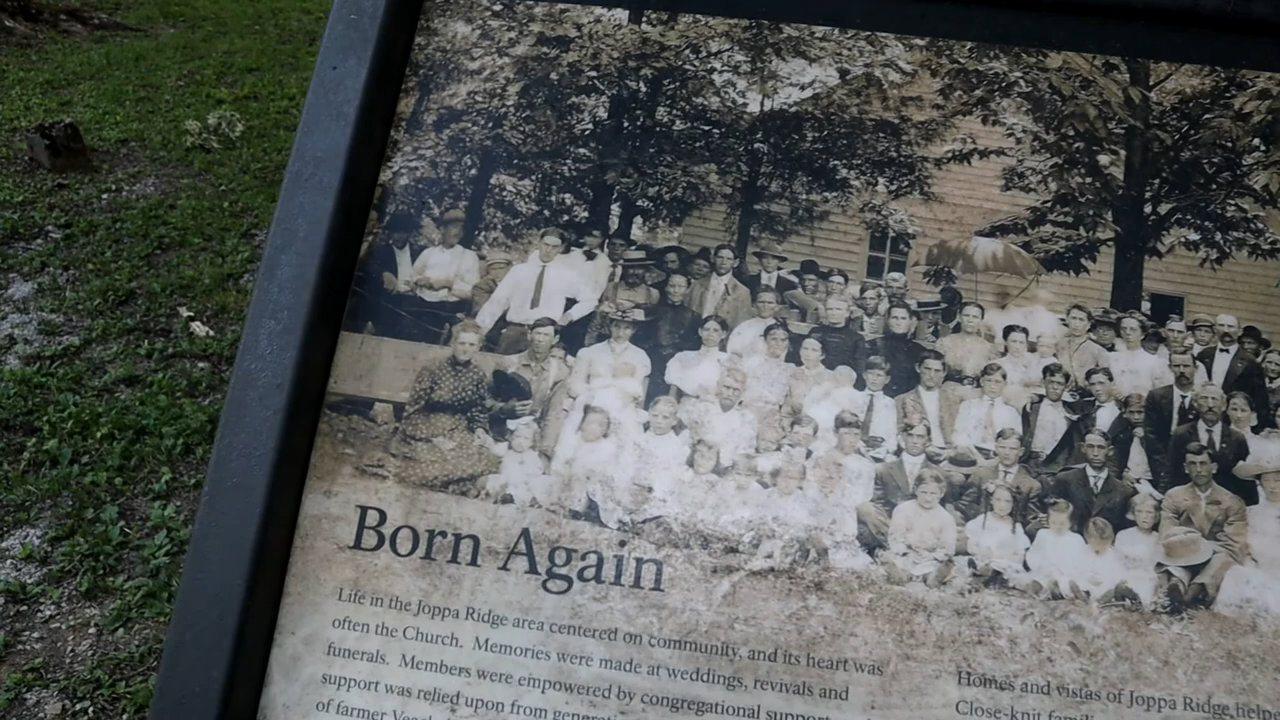 Born Again
Life in the Joppa Ridge area centered on community, and its heart was
often the Church. Memories were made at weddings, revivals and
funerals. Members were empowered by congregational support
support was relied upon from
of farmer
Homes and vistas of Joppa Ridge
Close-knit